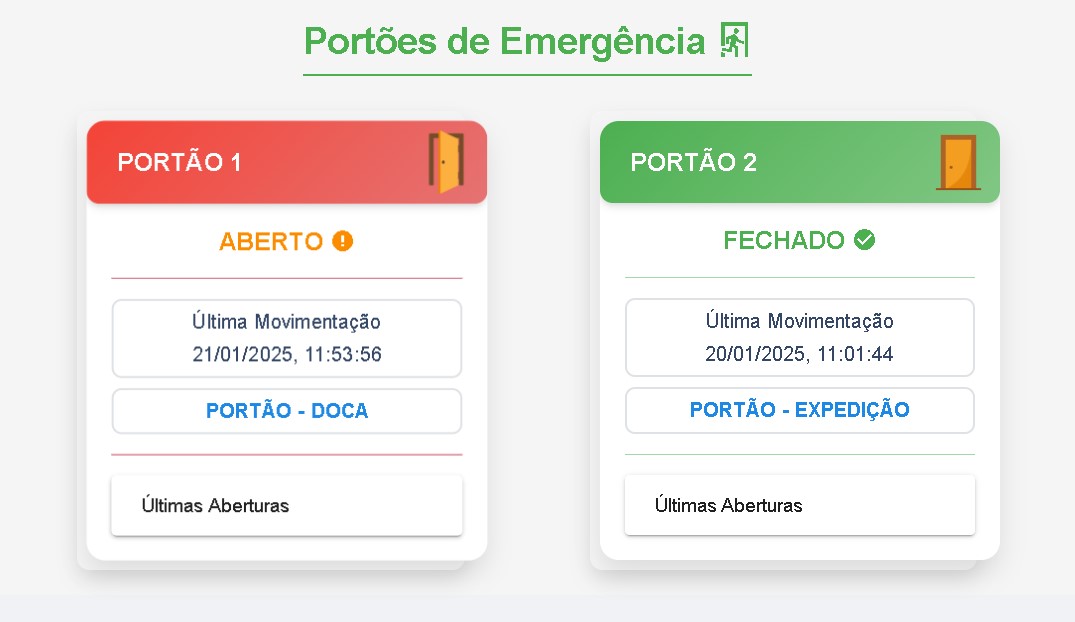 Portões de Emergência
PORTÃO 1
ABERTO
Última Movimentação
21/01/2025, 11:53:56
PORTÃO - DOCA
Últimas Aberturas
PORTÃO 2
FECHADO
Última Movimentação
20/01/2025, 11:01:44
PORTÃO - EXPEDIÇÃO
Últimas Aberturas